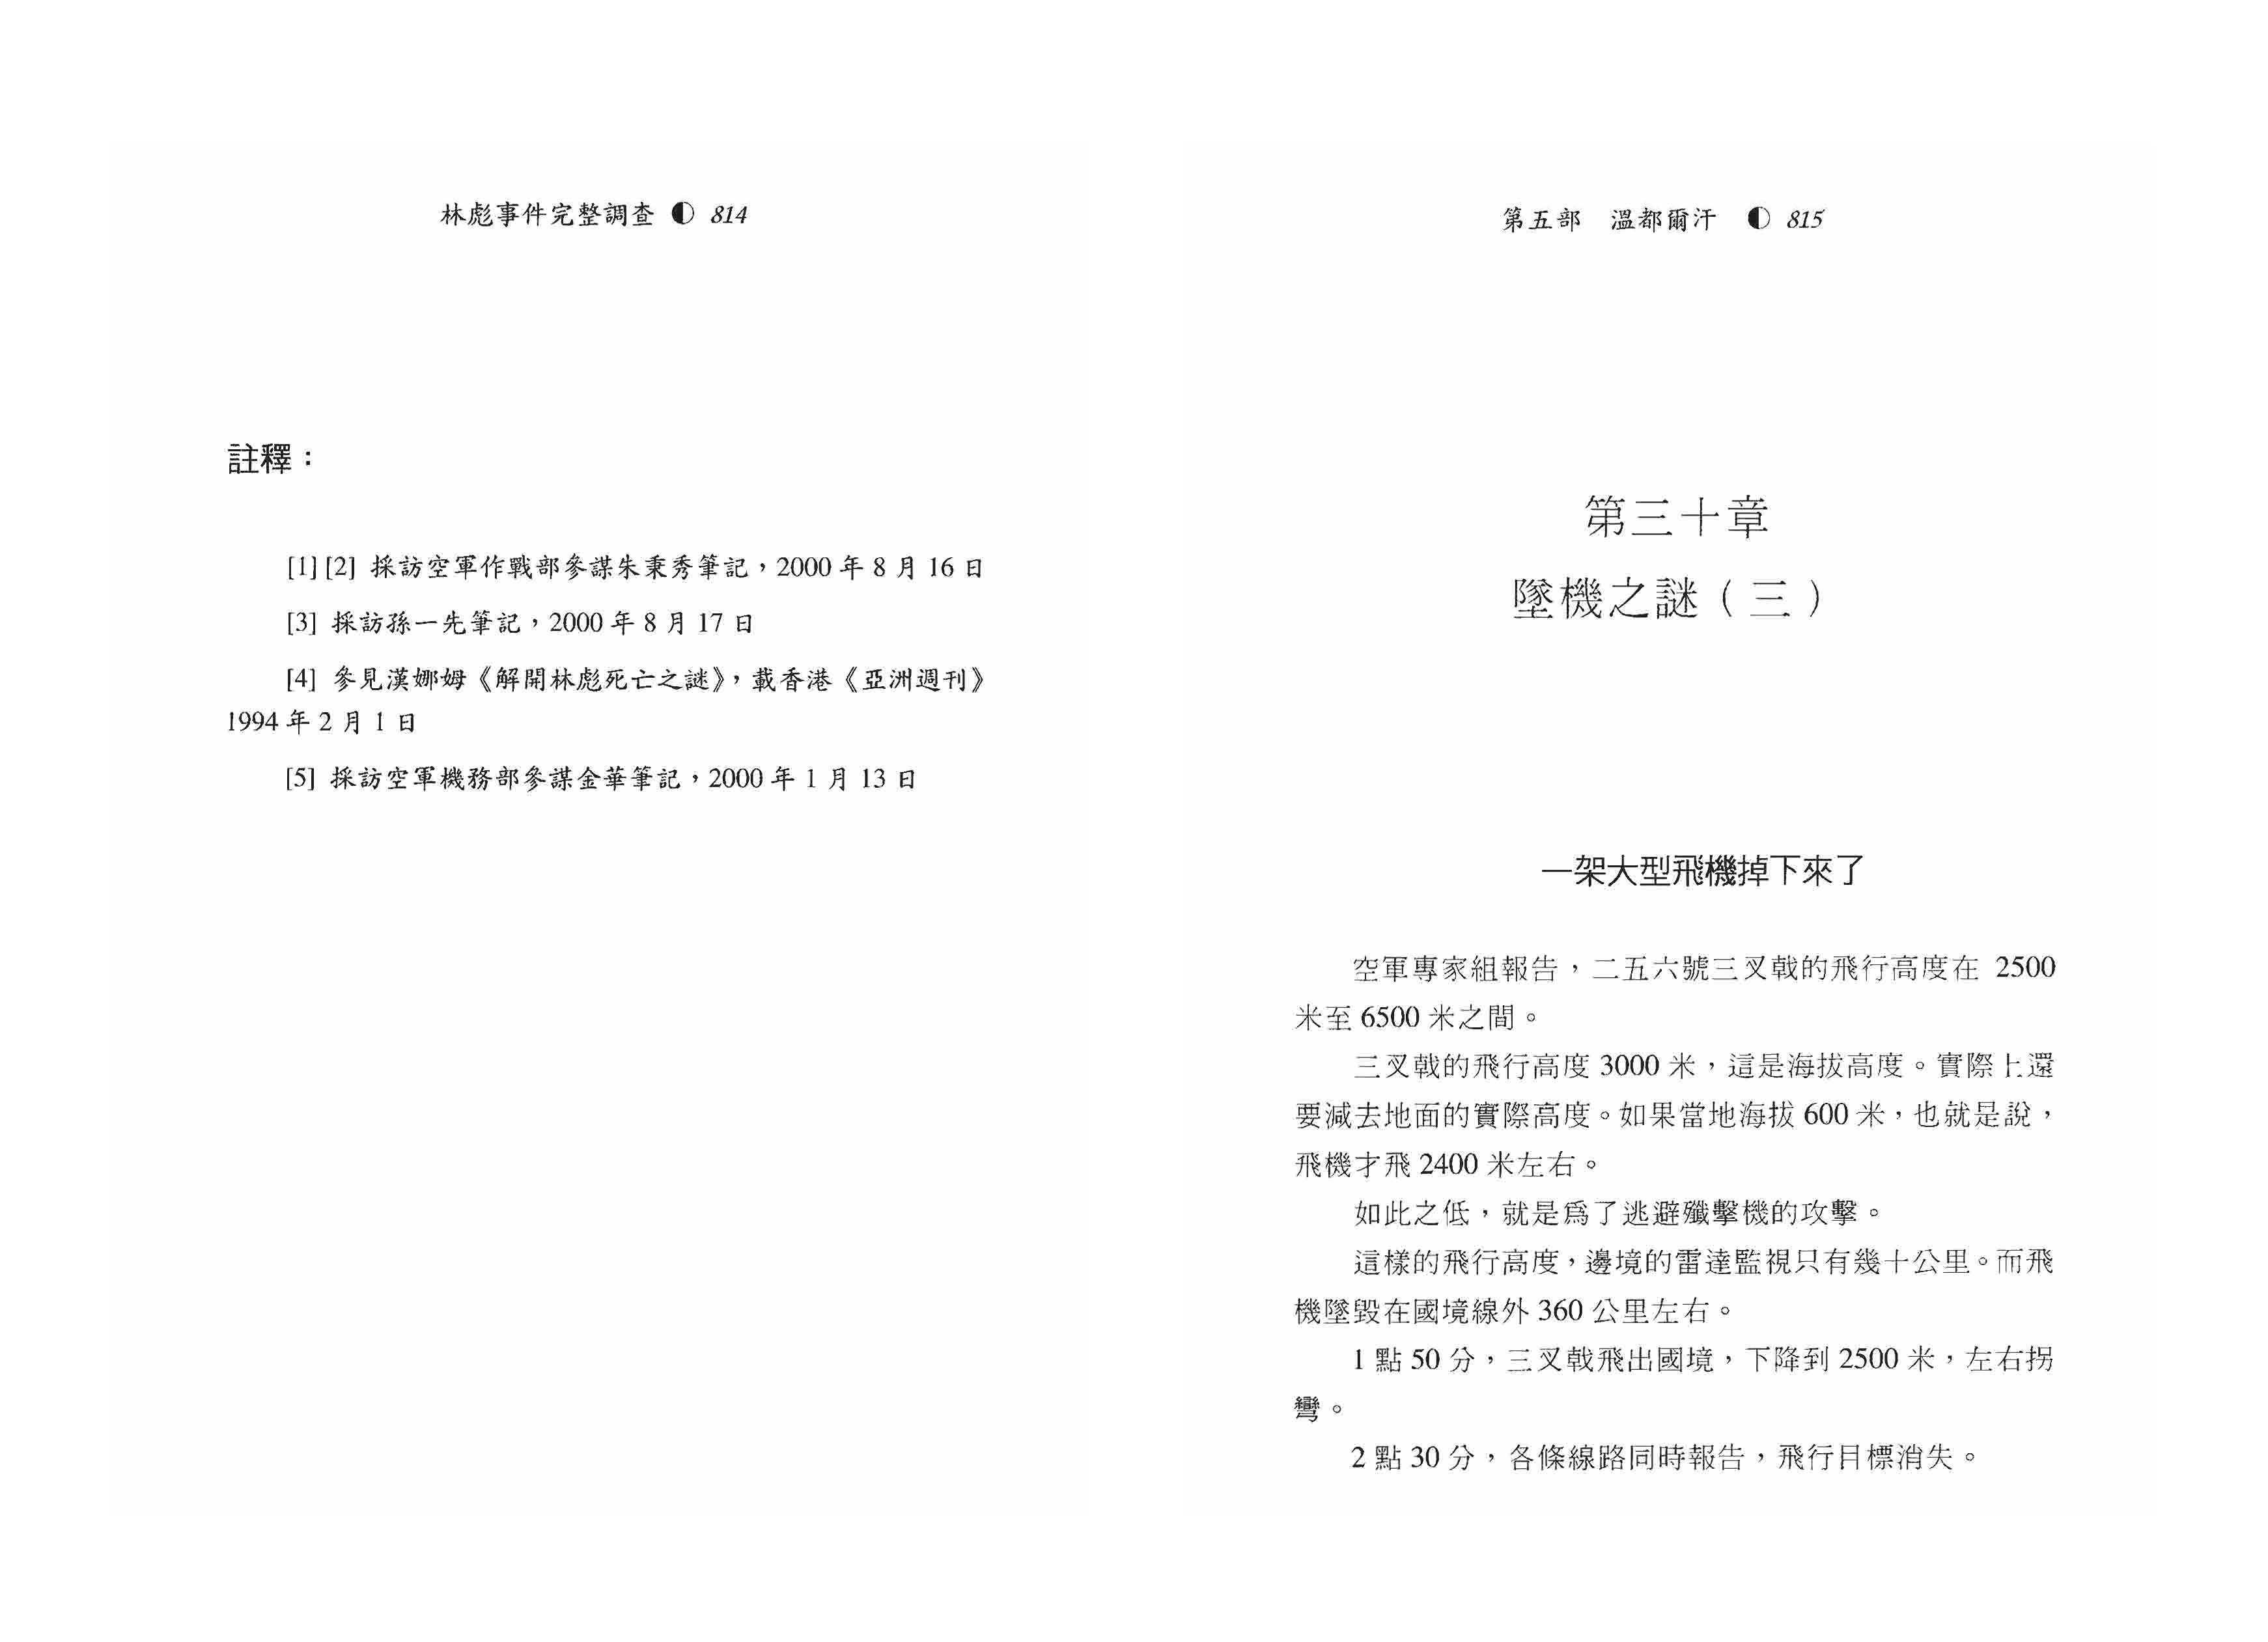 林彪事件完整調查 ◐ 814
註釋：
[1][2] 採訪空軍作戰部參謀朱秉秀筆記，2000 年 8 月 16 日
[3] 採訪孫一先筆記，2000 年 8 月 17 日
[4] 參見漢娜姆《解開林彪死亡之謎》，載香港《亞洲週刊》
1994 年 2 月 1 日
[5] 採訪空軍機務部參謀金華筆記，2000 年 1 月 13 日
第五部　溫都爾汗　◐ 815
第三十章
墜機之謎（三）
一架大型飛機掉下來了
空軍專家組報告，二五六號三叉戟的飛行高度在 2500
米至 6500 米之間。
三叉戟的飛行高度 3000 米，這是海拔高度。實際上還
要減去地面的實際高度。如果當地海拔 600 米，也就是說，
飛機才飛 2400 米左右。
如此之低，就是爲了逃避殲擊機的攻擊。
這樣的飛行高度，邊境的雷達監視只有幾十公里。而飛
機墜毀在國境線外 360 公里左右。
1 點 50 分，三叉戟飛出國境，下降到 2500 米，左右拐
彎。
2 點 30 分，各條線路同時報告，飛行目標消失。